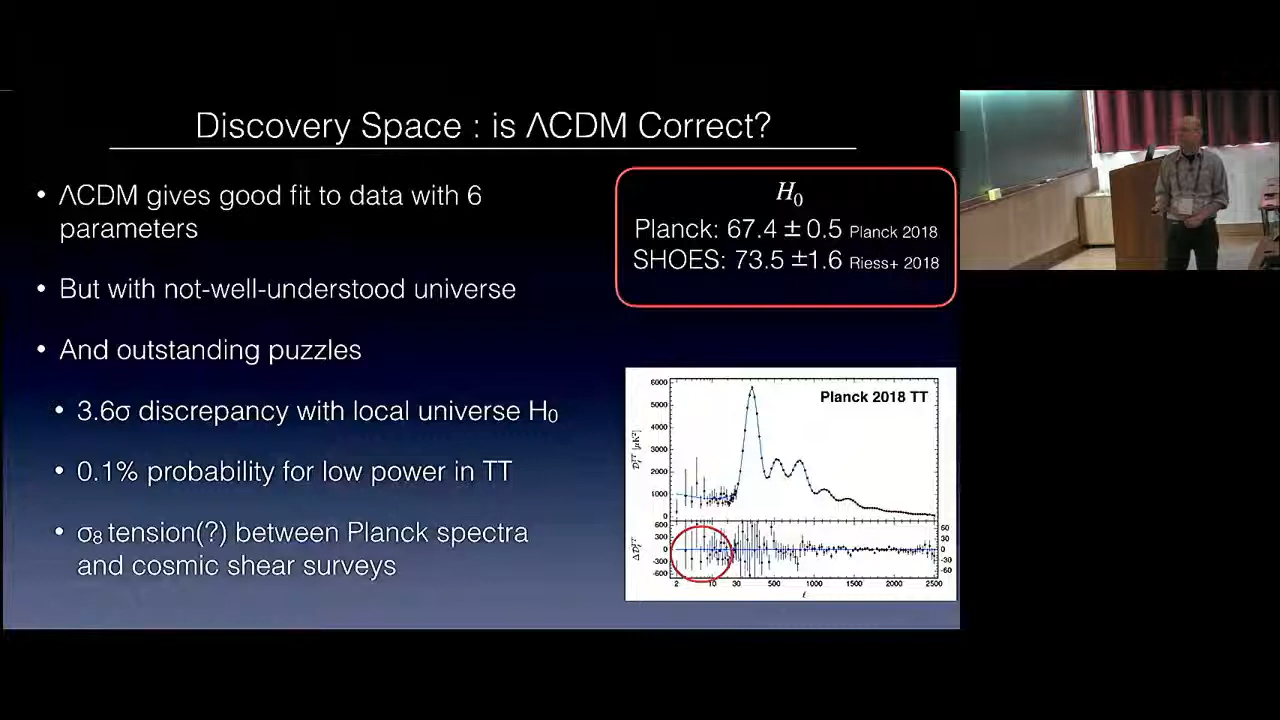 Discovery Space : is ΛCDM Correct?
• ΛCDM gives good fit to data with 6
parameters
• But with not-well-understood universe
• And outstanding puzzles
• 3.6σ discrepancy with local universe H₀
• 0.1% probability for low power in TT
• σ₈ tension(?) between Planck spectra
and cosmic shear surveys
H₀
Planck: 67.4 ± 0.5 Planck 2018
SHOES: 73.5 ±1.6 Riess+ 2018
Planck 2018 TT
6000
5000
4000
3000
2000
1000
0
𝒟ℓᵀᵀ [μK²]
600
300
0
-300
-600
Δ𝒟ℓᵀᵀ
60
30
0
-30
-60
2
10
30
500
1000
1500
2000
2500
ℓ